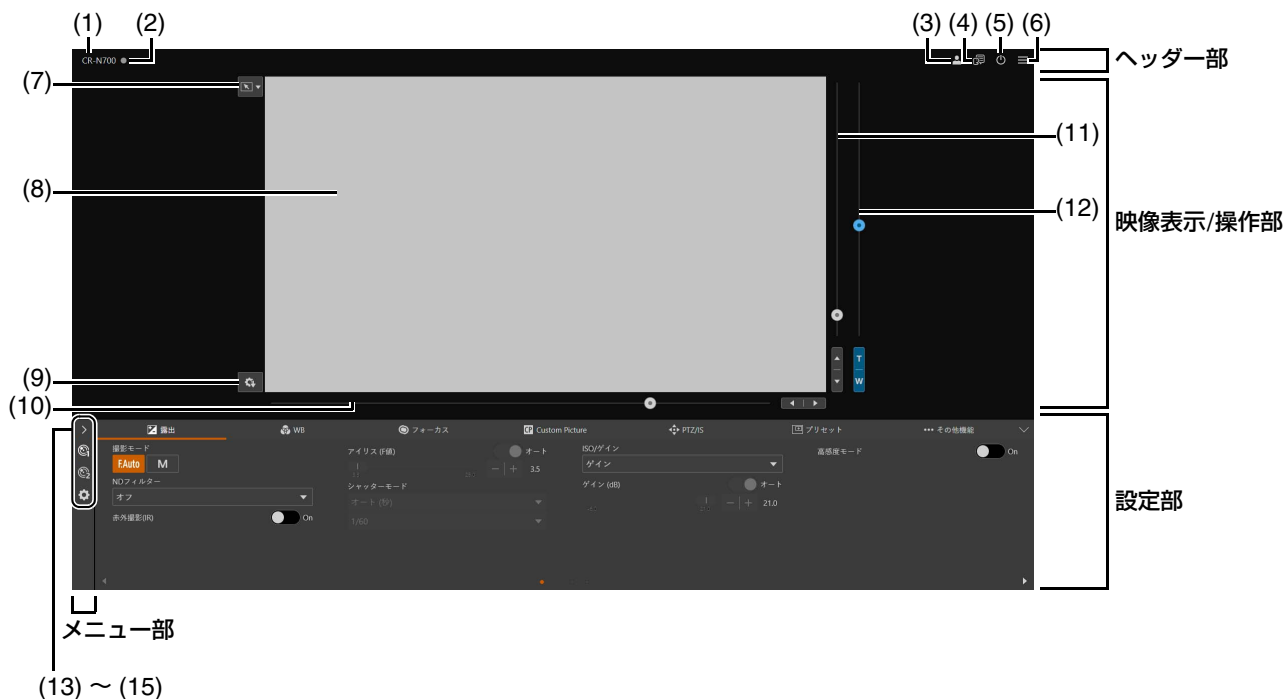 (1) (2) (3) (4) (5) (6)
CR-N700
ヘッダー部
(7)
(8)
(9)
(10)
(11)
(12)
映像表示/操作部
T
W
露出 WB フォーカス CP Custom Picture PTZ/IS プリセット その他機能
撮影モード
F.Auto M
NDフィルター
オフ
赤外撮影(IR) On
アイリス (F値) オート
3.5
シャッターモード
オート (秒)
1/60
ISO/ゲイン
ゲイン
ゲイン (dB) オート
21.0
高感度モード On
設定部
メニュー部
(13) ～ (15)